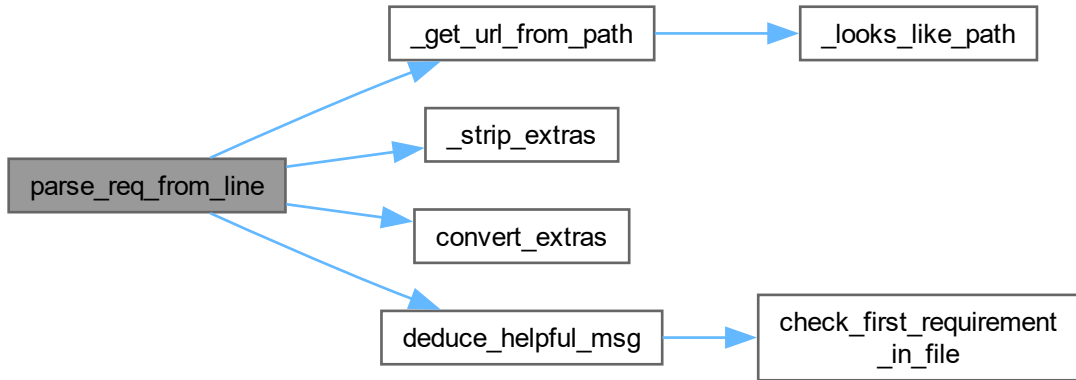 _get_url_from_path
_looks_like_path
_strip_extras
parse_req_from_line
convert_extras
deduce_helpful_msg
check_first_requirement
_in_file